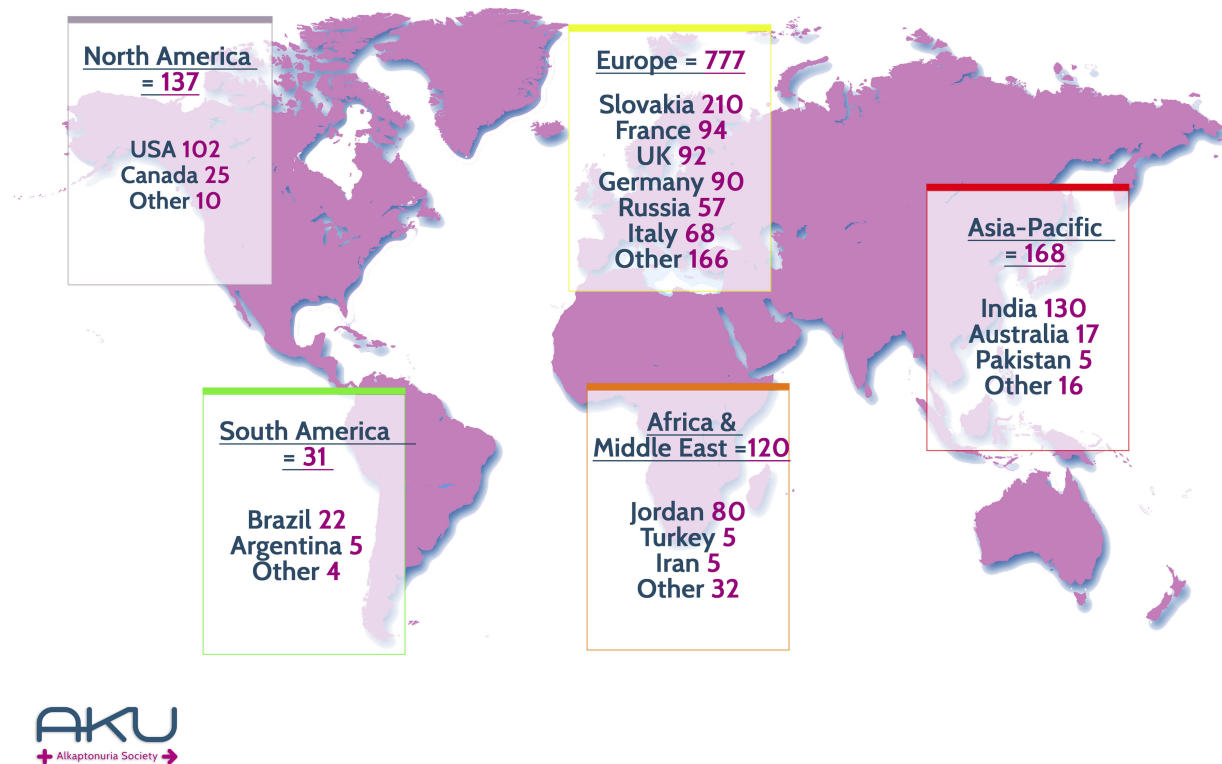 North America
= 137
USA 102
Canada 25
Other 10
Europe = 777
Slovakia 210
France 94
UK 92
Germany 90
Russia 57
Italy 68
Other 166
Asia-Pacific
= 168
India 130
Australia 17
Pakistan 5
Other 16
South America
= 31
Brazil 22
Argentina 5
Other 4
Africa &
Middle East =120
Jordan 80
Turkey 5
Iran 5
Other 32
AKU
Alkaptonuria Society